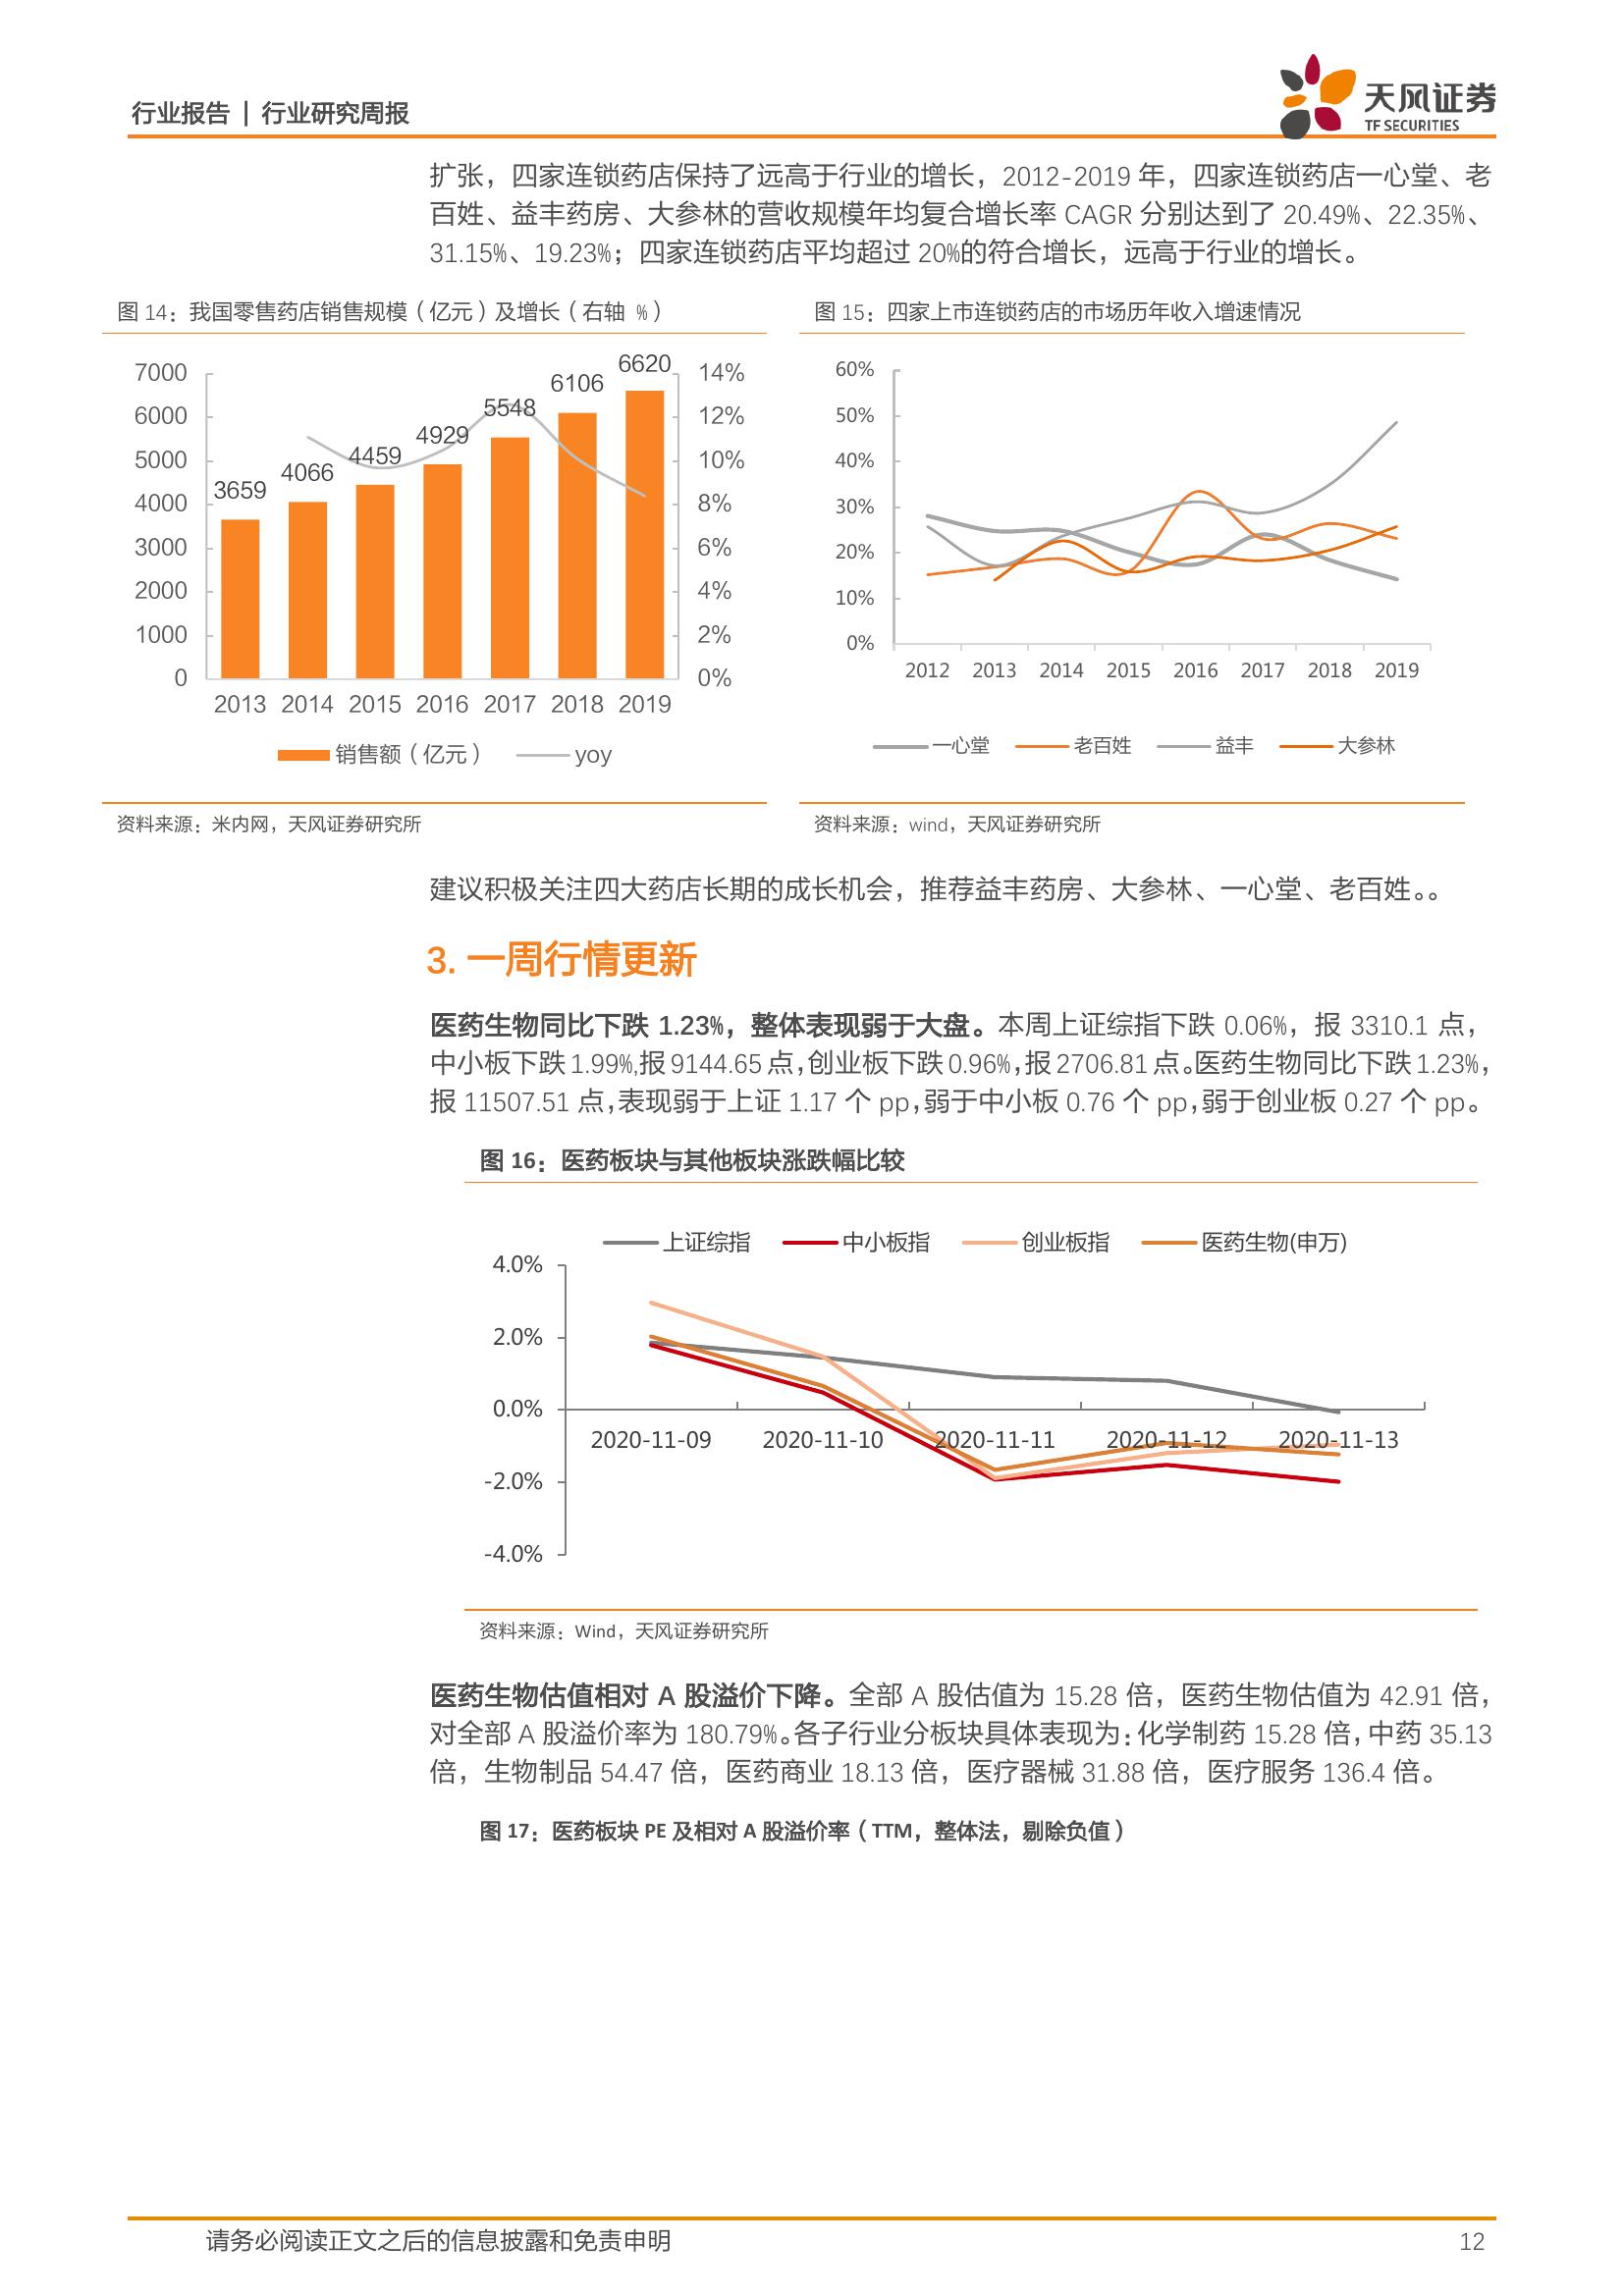 行业报告 | 行业研究周报
天风证券
TF SECURITIES
扩张，四家连锁药店保持了远高于行业的增长，2012-2019 年，四家连锁药店一心堂、老
百姓、益丰药房、大参林的营收规模年均复合增长率 CAGR 分别达到了 20.49%、22.35%、
31.15%、19.23%；四家连锁药店平均超过 20%的符合增长，远高于行业的增长。
图 14：我国零售药店销售规模（亿元）及增长（右轴 %）
7000
6000
5000
4000
3000
2000
1000
0
3659
4066
4459
4929
5548
6106
6620
14%
12%
10%
8%
6%
4%
2%
0%
2013 2014 2015 2016 2017 2018 2019
销售额（亿元） yoy
资料来源：米内网，天风证券研究所
图 15：四家上市连锁药店的市场历年收入增速情况
60%
50%
40%
30%
20%
10%
0%
2012 2013 2014 2015 2016 2017 2018 2019
一心堂 老百姓 益丰 大参林
资料来源：wind，天风证券研究所
建议积极关注四大药店长期的成长机会，推荐益丰药房、大参林、一心堂、老百姓。。
3. 一周行情更新
医药生物同比下跌 1.23%，整体表现弱于大盘。本周上证综指下跌 0.06%，报 3310.1 点，
中小板下跌 1.99%,报 9144.65 点，创业板下跌 0.96%，报 2706.81 点。医药生物同比下跌 1.23%，
报 11507.51 点，表现弱于上证 1.17 个 pp，弱于中小板 0.76 个 pp，弱于创业板 0.27 个 pp。
图 16：医药板块与其他板块涨跌幅比较
上证综指 中小板指 创业板指 医药生物(申万)
4.0%
2.0%
0.0%
-2.0%
-4.0%
2020-11-09 2020-11-10 2020-11-11 2020-11-12 2020-11-13
资料来源：Wind，天风证券研究所
医药生物估值相对 A 股溢价下降。全部 A 股估值为 15.28 倍，医药生物估值为 42.91 倍，
对全部 A 股溢价率为 180.79%。各子行业分板块具体表现为：化学制药 15.28 倍，中药 35.13
倍，生物制品 54.47 倍，医药商业 18.13 倍，医疗器械 31.88 倍，医疗服务 136.4 倍。
图 17：医药板块 PE 及相对 A 股溢价率（TTM，整体法，剔除负值）
请务必阅读正文之后的信息披露和免责申明
12